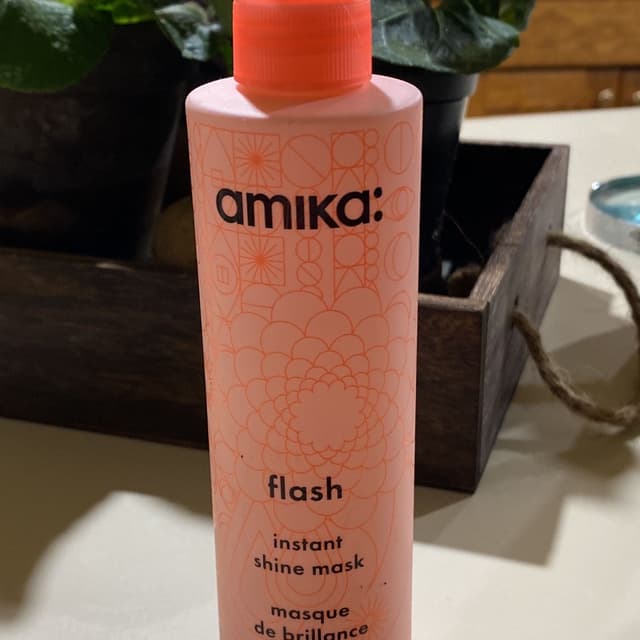 amika:
flash
instant
shine mask
masque
de brillance